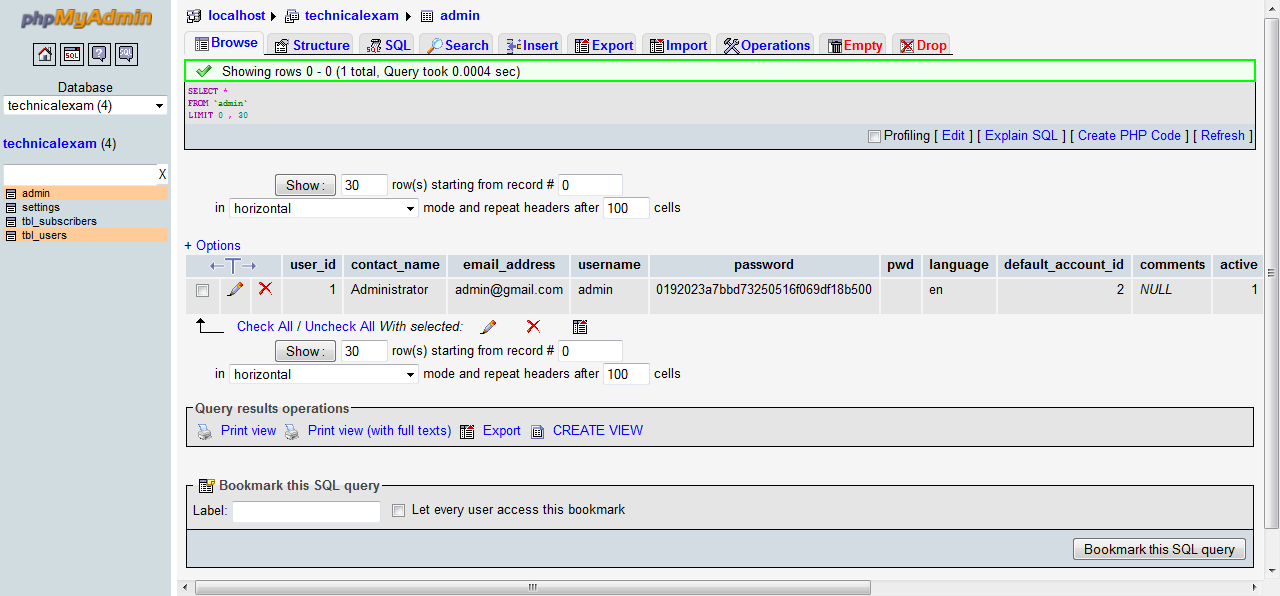 phpMyAdmin
SQL
Database
technicalexam (4)
technicalexam (4)
X
admin
settings
tbl_subscribers
tbl_users
localhost technicalexam admin
Browse Structure SQL Search Insert Export Import Operations Empty Drop
Showing rows 0 - 0 (1 total, Query took 0.0004 sec)
SELECT *
FROM `admin`
LIMIT 0 , 30
Profiling [ Edit ] [ Explain SQL ] [ Create PHP Code ] [ Refresh ]
Show : 30 row(s) starting from record # 0
in horizontal mode and repeat headers after 100 cells
+ Options
←T→ user_id contact_name email_address username password pwd language default_account_id comments active
1 Administrator admin@gmail.com admin 0192023a7bbd73250516f069df18b500 en 2 NULL 1
Check All / Uncheck All With selected:
Show : 30 row(s) starting from record # 0
in horizontal mode and repeat headers after 100 cells
Query results operations
Print view Print view (with full texts) Export CREATE VIEW
Bookmark this SQL query
Label: Let every user access this bookmark
Bookmark this SQL query